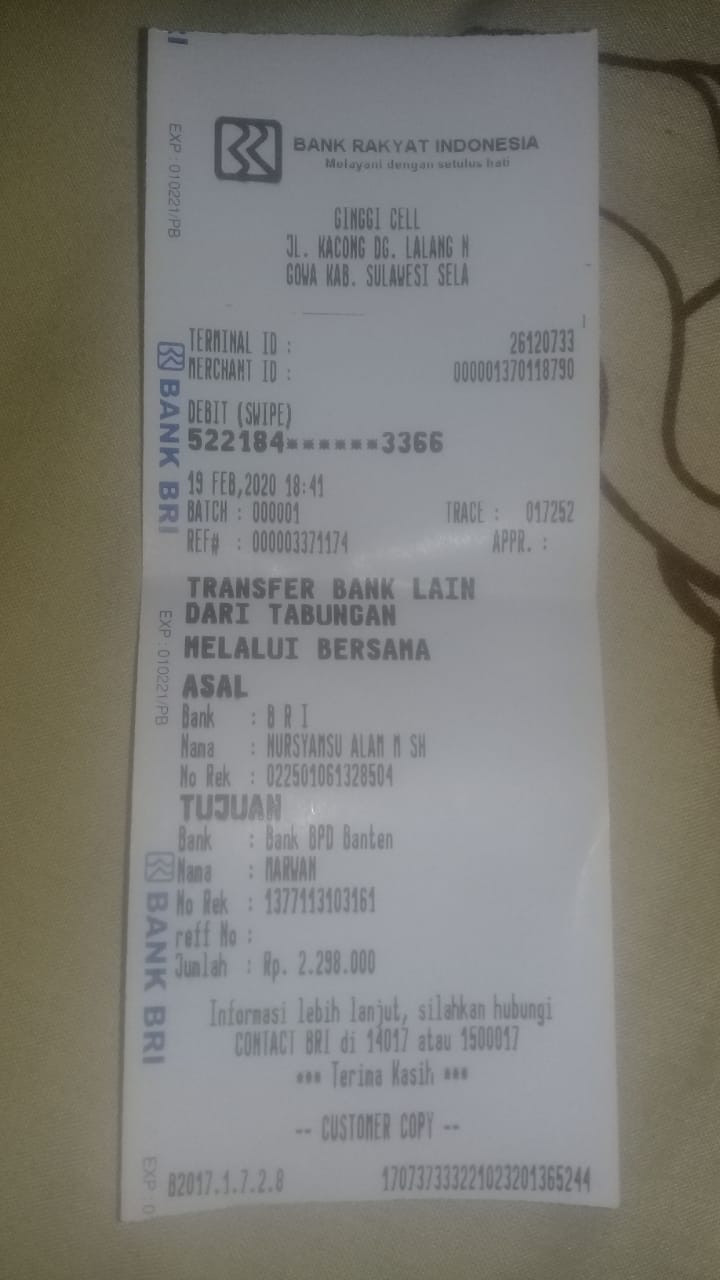 BANK RAKYAT INDONESIA
Melayani dengan setulus hati
GINGGI CELL
JL. KACONG DG. LALANG N
GOWA KAB. SULAWESI SELA
TERMINAL ID : 26120733
MERCHANT ID : 000001370118790
DEBIT (SWIPE)
522184******3366
19 FEB,2020 18:41
BATCH : 000001 TRACE : 017252
REF# : 000003371174 APPR. :
TRANSFER BANK LAIN
DARI TABUNGAN
MELALUI BERSAMA
ASAL
Bank : B R I
Nama : NURSYAMSU ALAM M SH
No Rek : 022501061328504
TUJUAN
Bank : Bank BPD Banten
Nama : MARWAN
No Rek : 1377113103161
reff No :
Jumlah : Rp. 2.298.000
Informasi lebih lanjut, silahkan hubungi
CONTACT BRI di 14017 atau 1500017
*** Terima Kasih ***
-- CUSTOMER COPY --
B2017.1.7.2.8 170737333221023201365244
RI
EXP : 010221/PB
BANK BRI
EXP : 010221/PB
BANK BRI
EXP : 0